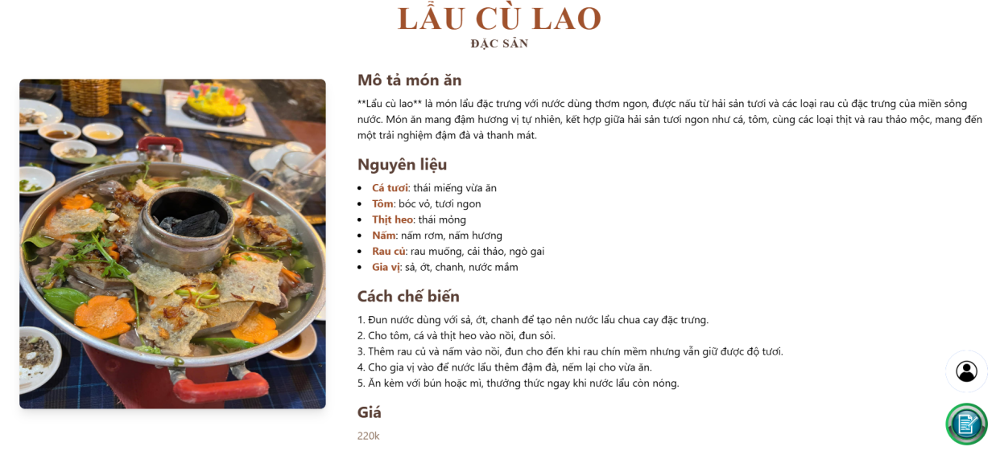 LẨU CÙ LAO
ĐẶC SẢN
Mô tả món ăn
**Lẩu cù lao** là món lẩu đặc trưng với nước dùng thơm ngon, được nấu từ hải sản tươi và các loại rau củ đặc trưng của miền sông
nước. Món ăn mang đậm hương vị tự nhiên, kết hợp giữa hải sản tươi ngon như cá, tôm, cùng các loại thịt và rau thảo mộc, mang đến
một trải nghiệm đậm đà và thanh mát.
Nguyên liệu
Cá tươi: thái miếng vừa ăn
Tôm: bóc vỏ, tươi ngon
Thịt heo: thái mỏng
Nấm: nấm rơm, nấm hương
Rau củ: rau muống, cải thảo, ngò gai
Gia vị: sả, ớt, chanh, nước mắm
Cách chế biến
1. Đun nước dùng với sả, ớt, chanh để tạo nên nước lẩu chua cay đặc trưng.
2. Cho tôm, cá và thịt heo vào nồi, đun sôi.
3. Thêm rau củ và nấm vào nồi, đun cho đến khi rau chín mềm nhưng vẫn giữ được độ tươi.
4. Cho gia vị vào để nước lẩu thêm đậm đà, nếm lại cho vừa ăn.
5. Ăn kèm với bún hoặc mì, thưởng thức ngay khi nước lẩu còn nóng.
Giá
220k